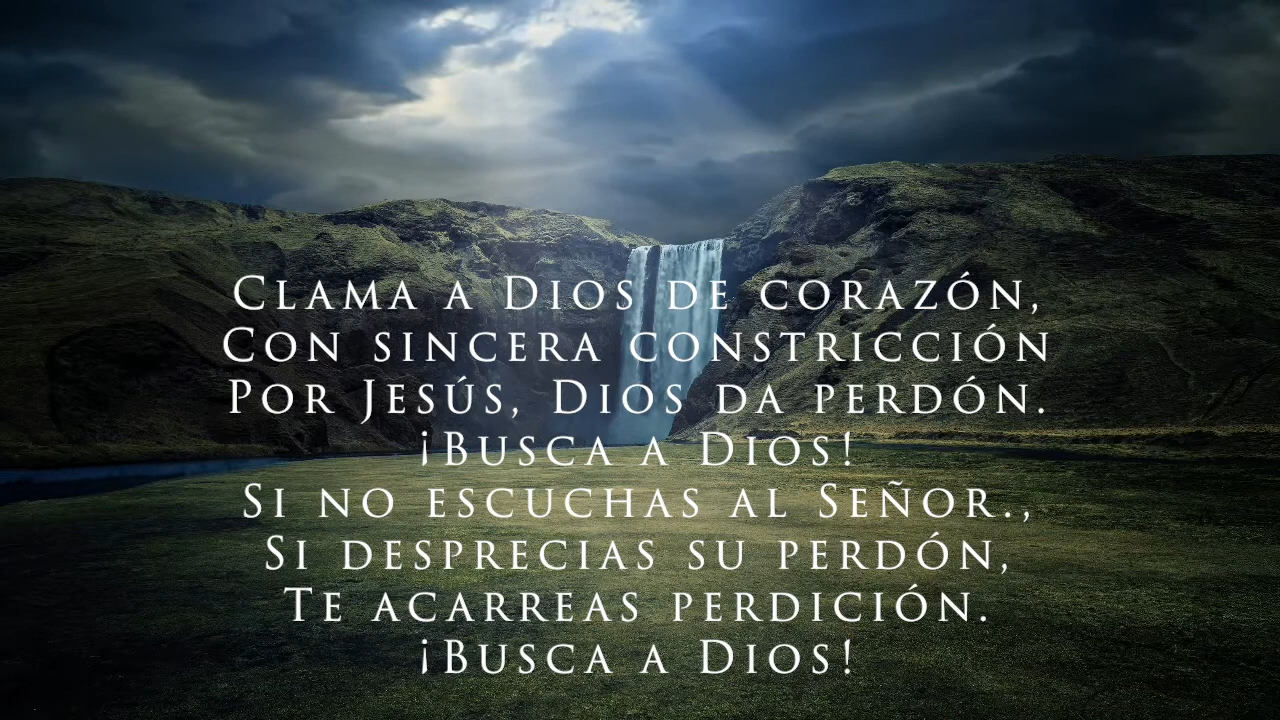 Clama a Dios de corazón,
Con sincera constricción
Por Jesús, Dios da perdón.
¡Busca a Dios!
Si no escuchas al Señor.,
Si desprecias su perdón,
Te acarreas perdición.
¡Busca a Dios!